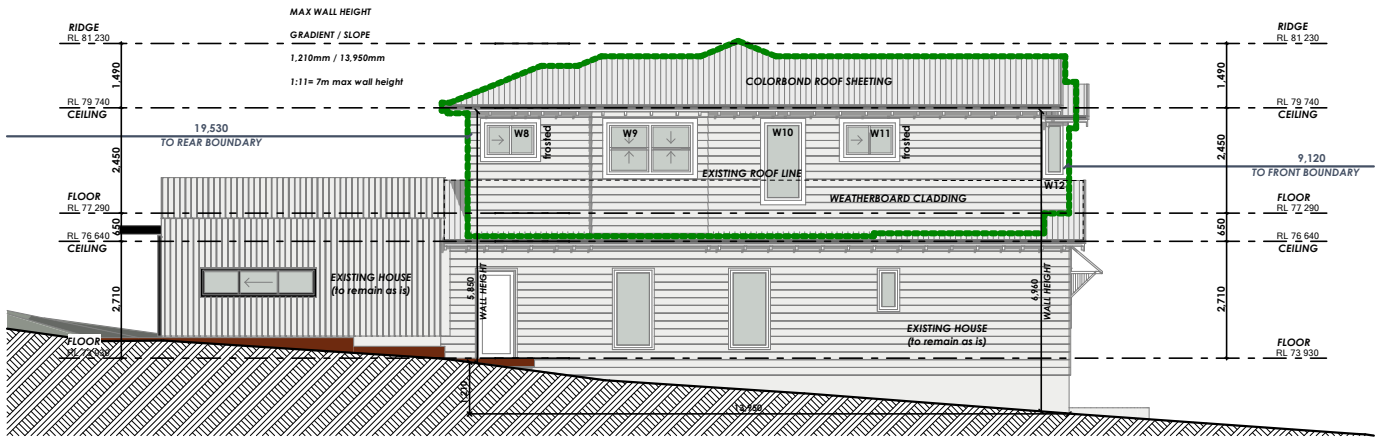 MAX WALL HEIGHT
GRADIENT / SLOPE
1,210mm / 13,950mm
1:11= 7m max wall height
RIDGE
RL 81 230
RIDGE
RL 81 230
1,490
COLORBOND ROOF SHEETING
1,490
RL 79 740
CEILING
RL 79 740
CEILING
19,530
TO REAR BOUNDARY
W8
frosted
W9
W10
W11
frosted
2,450
2,450
9,120
TO FRONT BOUNDARY
EXISTING ROOF LINE
W12
WEATHERBOARD CLADDING
FLOOR
RL 77 290
FLOOR
RL 77 290
650
650
RL 76 640
CEILING
RL 76 640
CEILING
EXISTING HOUSE
(to remain as is)
5,850
WALL HEIGHT
6,960
WALL HEIGHT
2,710
2,710
EXISTING HOUSE
(to remain as is)
FLOOR
RL 73 930
FLOOR
RL 73 930
1,210
13,950